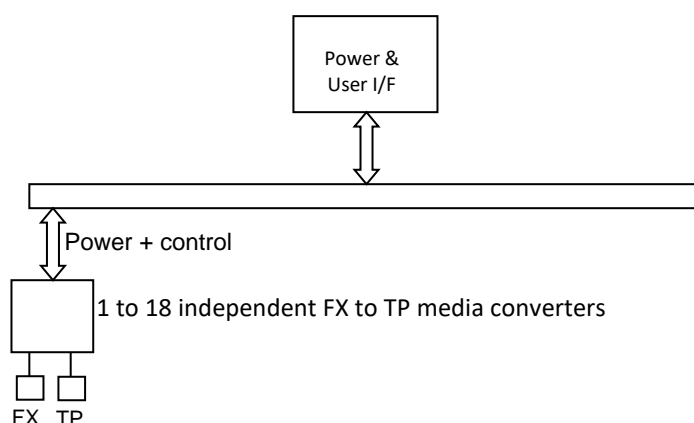 Power &
User I/F
Power + control
1 to 18 independent FX to TP media converters
FX TP